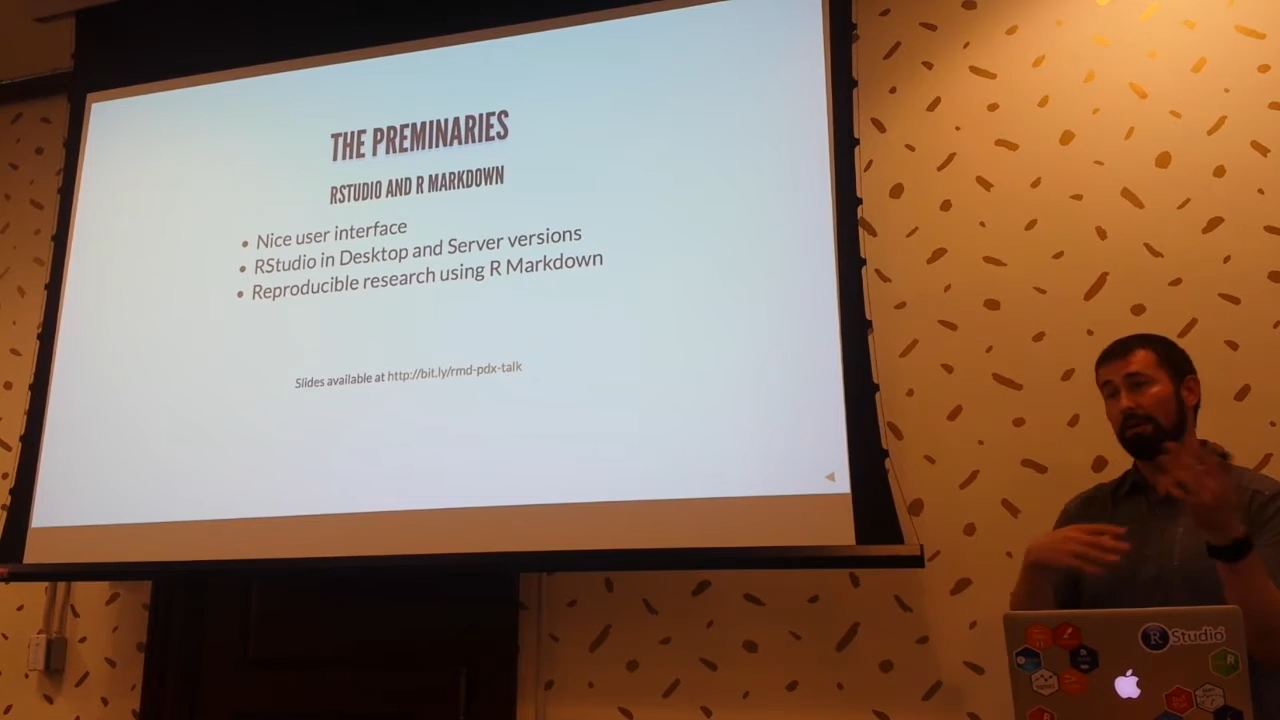 THE PREMINARIES
RSTUDIO AND R MARKDOWN
• Nice user interface
• RStudio in Desktop and Server versions
• Reproducible research using R Markdown
Slides available at http://bit.ly/rmd-pdx-talk
R Studio
R